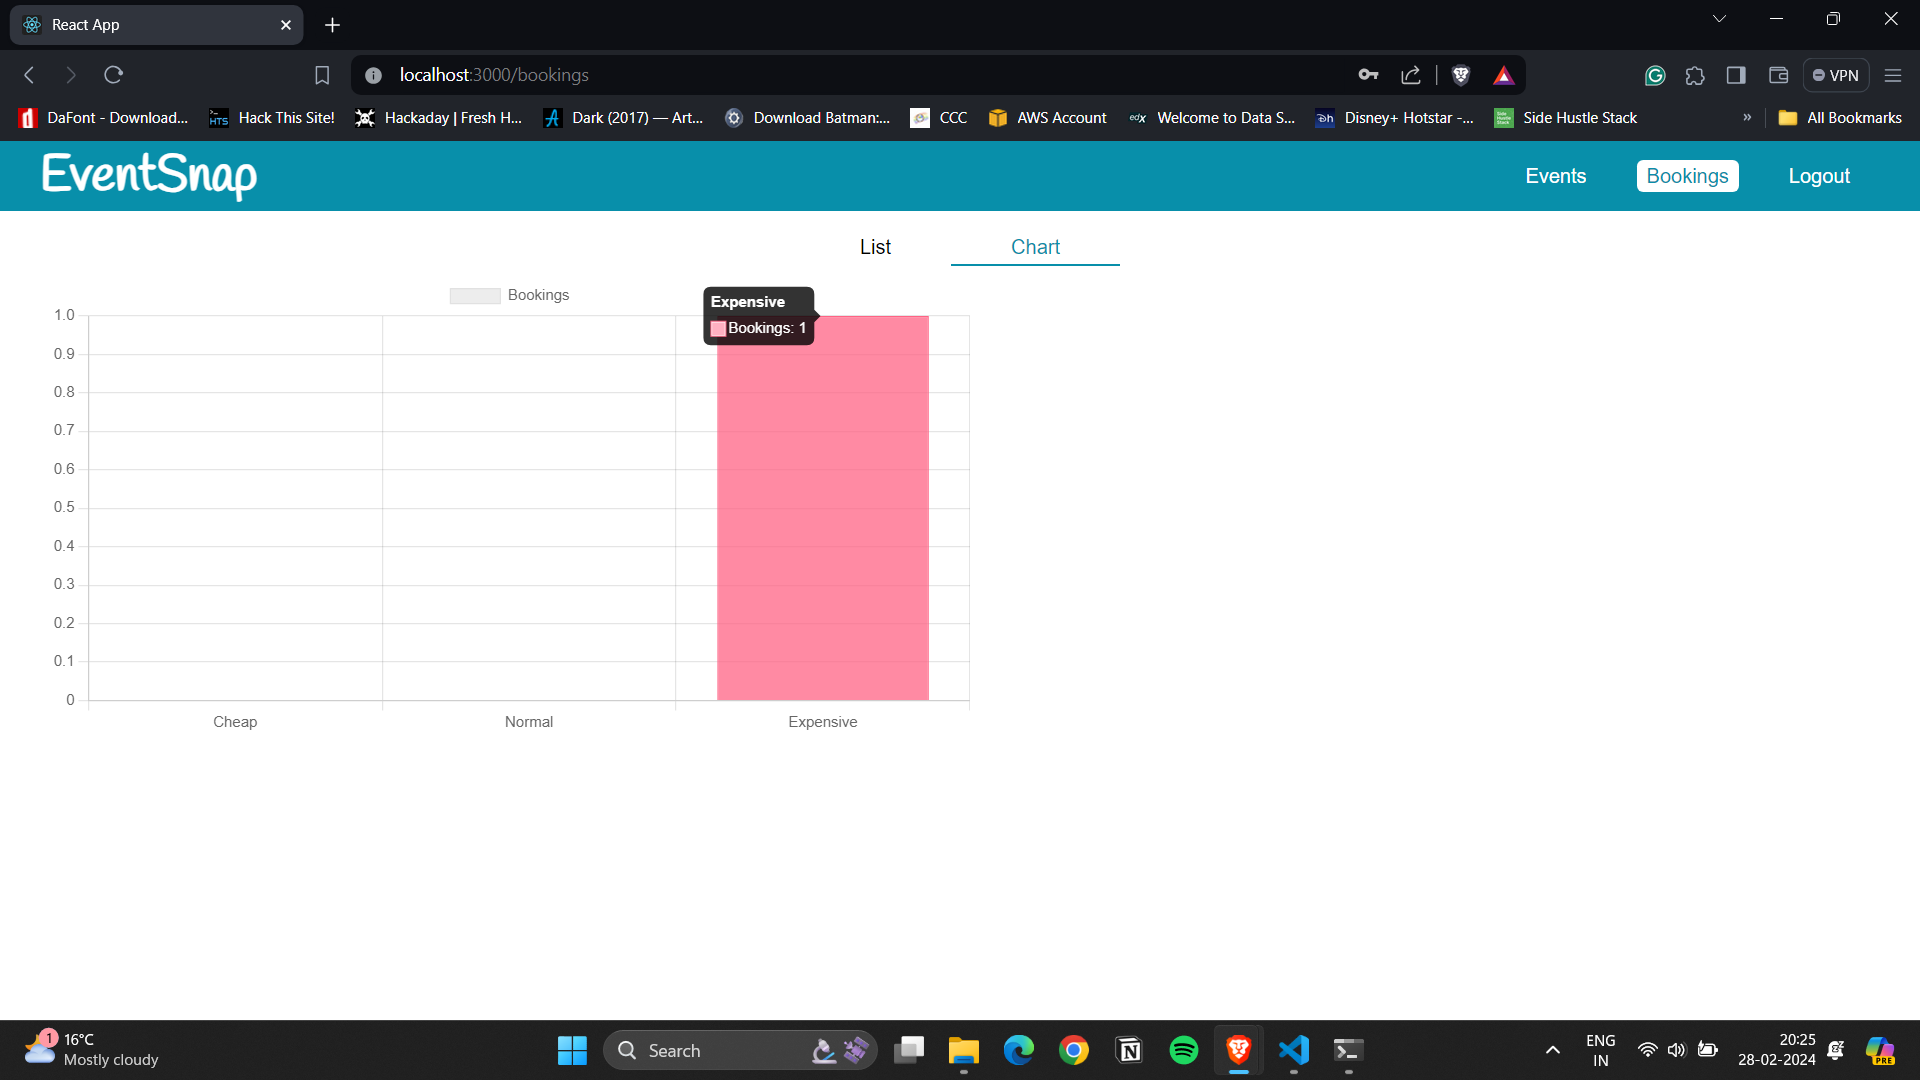 React App
localhost:3000/bookings
VPN
DaFont - Download...
HTS
Hack This Site!
Hackaday | Fresh H...
Dark (2017) — Art...
Download Batman:...
CCC
AWS Account
edX
Welcome to Data S...
Disney+ Hotstar -...
Side Hustle Stack
»
All Bookmarks
EventSnap
Events
Bookings
Logout
List
Chart
Bookings
Expensive
Bookings: 1
1.0
0.9
0.8
0.7
0.6
0.5
0.4
0.3
0.2
0.1
0
Cheap
Normal
Expensive
1
16°C
Mostly cloudy
Search
ENG
IN
20:25
28-02-2024
PRE